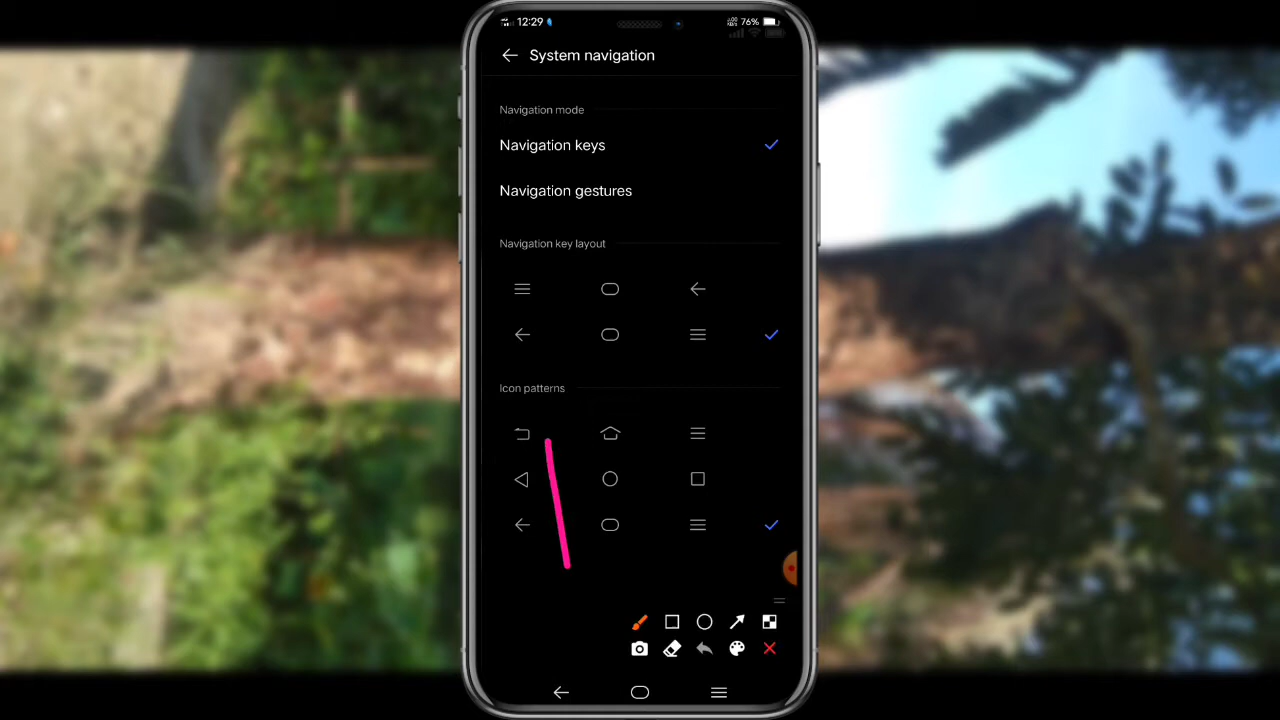 12:29 76%
System navigation
Navigation mode
Navigation keys
Navigation gestures
Navigation key layout
Icon patterns